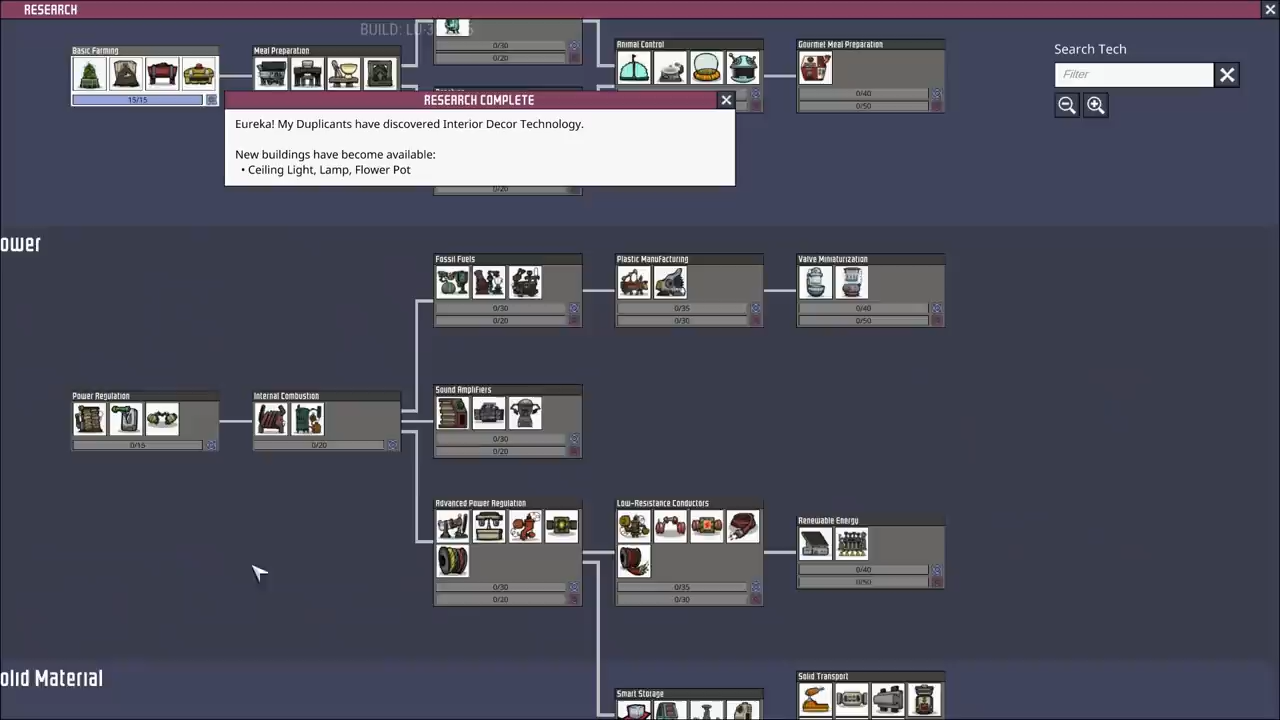 RESEARCH
BUILD: LU-3
Search Tech
Filter
Basic Farming
15/15
Meal Preparation
0/30
0/20
Animal Control
Gourmet Meal Preparation
0/40
0/50
RESEARCH COMPLETE
Eureka! My Duplicants have discovered Interior Decor Technology.
New buildings have become available:
• Ceiling Light, Lamp, Flower Pot
0/20
ower
Fossil Fuels
0/30
0/20
Plastic Manufacturing
0/35
0/30
Valve Miniaturization
0/40
0/50
Power Regulation
0/15
Internal Combustion
0/20
Sound Amplifiers
0/30
0/20
Advanced Power Regulation
0/30
0/20
Low-Resistance Conductors
0/35
0/30
Renewable Energy
0/40
0/50
olid Material
Smart Storage
Solid Transport